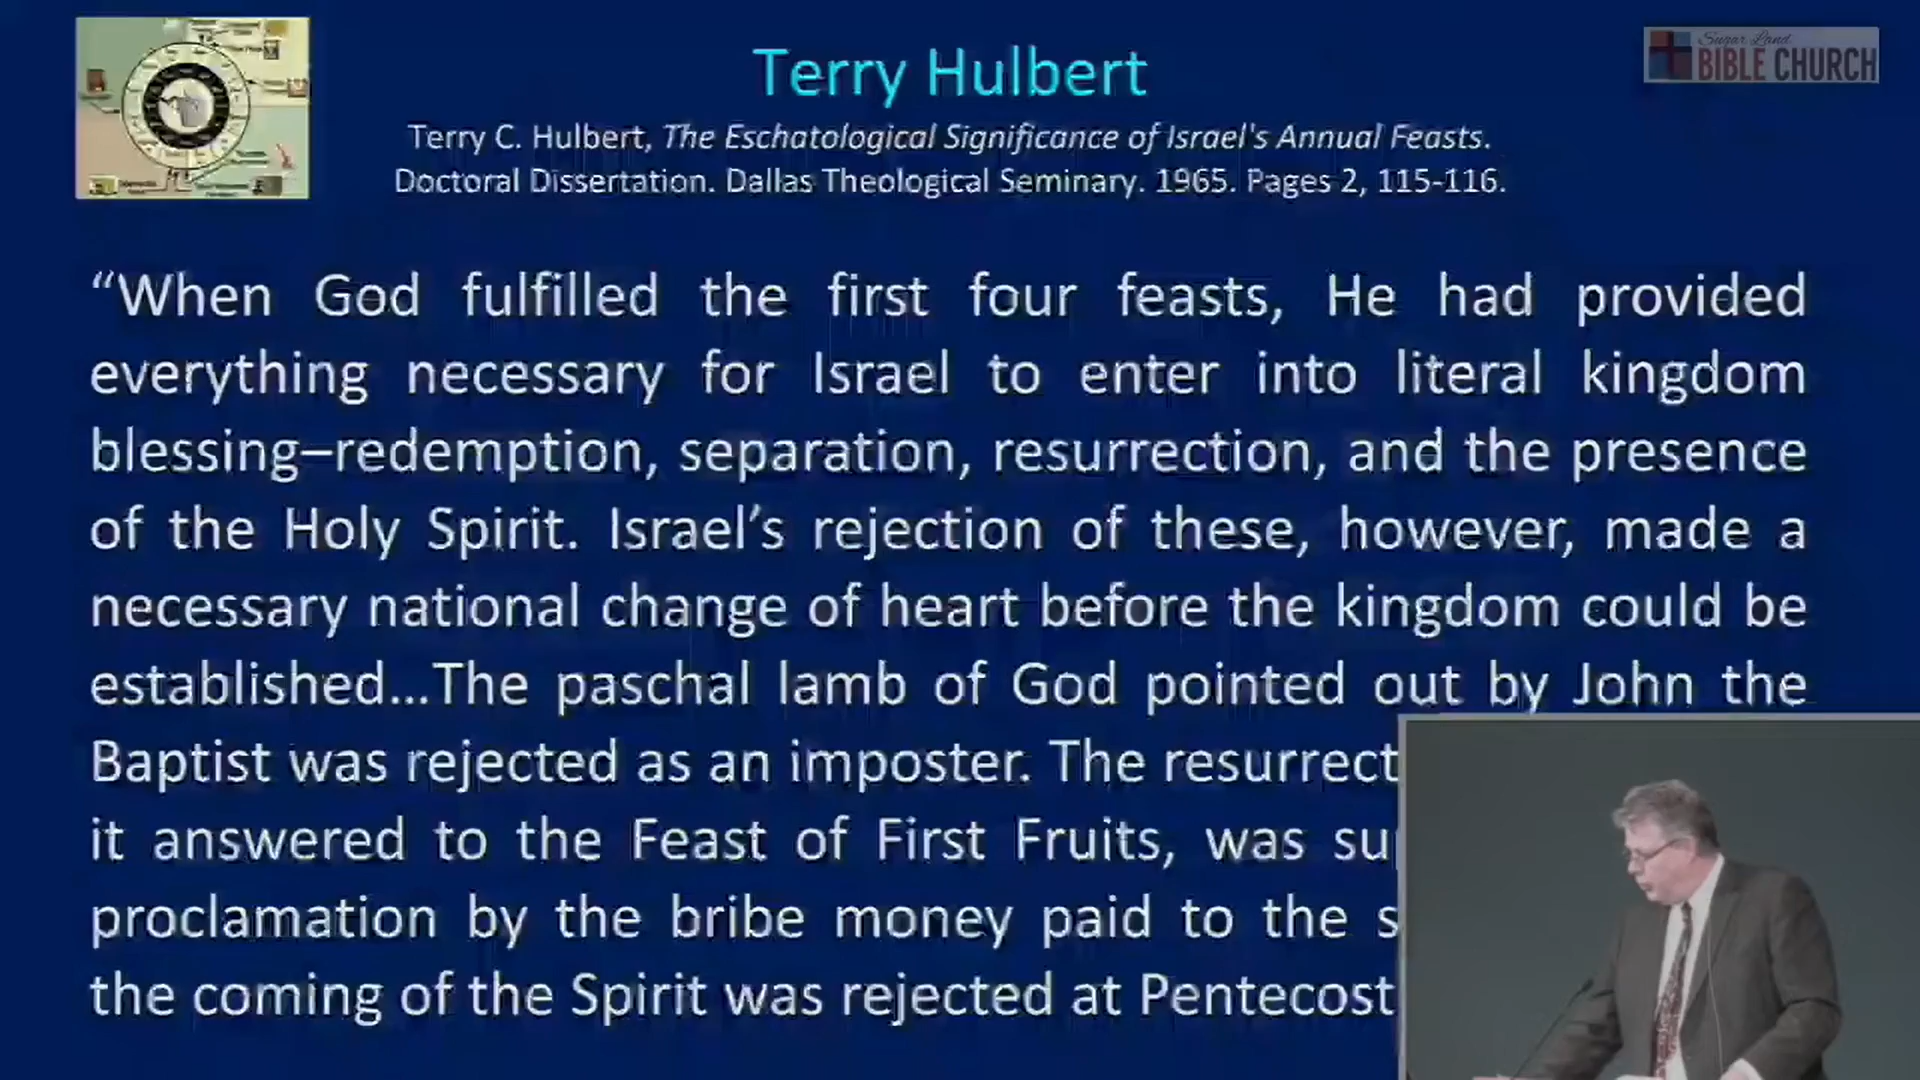 Terry Hulbert
Sugar Land
BIBLE CHURCH
Terry C. Hulbert, The Eschatological Significance of Israel's Annual Feasts.
Doctoral Dissertation. Dallas Theological Seminary. 1965. Pages 2, 115-116.
“When God fulfilled the first four feasts, He had provided
everything necessary for Israel to enter into literal kingdom
blessing–redemption, separation, resurrection, and the presence
of the Holy Spirit. Israel’s rejection of these, however, made a
necessary national change of heart before the kingdom could be
established...The paschal lamb of God pointed out by John the
Baptist was rejected as an imposter. The resurrect
it answered to the Feast of First Fruits, was
proclamation by the bribe money paid to the
the coming of the Spirit was rejected at Pentecost